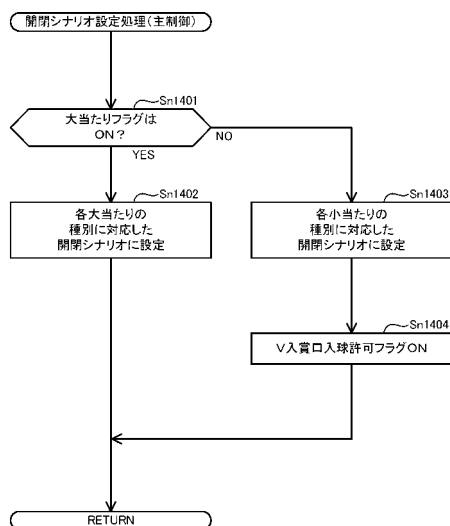 開閉シナリオ設定処理(主制御)
Sn1401
大当たりフラグは
ON?
NO
YES
Sn1402
各大当たりの
種別に対応した
開閉シナリオに設定
Sn1403
各小当たりの
種別に対応した
開閉シナリオに設定
Sn1404
V入賞口入球許可フラグON
RETURN